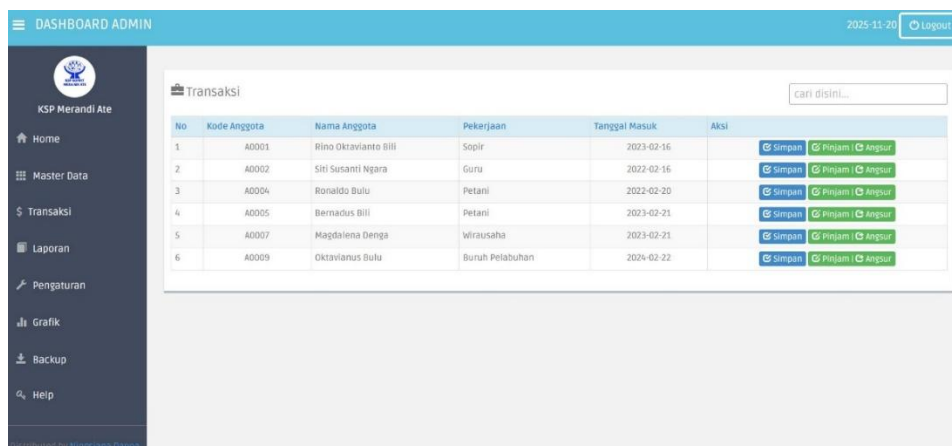 DASHBOARD ADMIN
2025-11-20 Logout
KSP Merandi Ate
Home
Master Data
$ Transaksi
Laporan
Pengaturan
Grafik
Backup
Help
Transaksi
cari disini...
No Kode Anggota Nama Anggota Pekerjaan Tanggal Masuk Aksi
1 A0001 Rino Oktavianto Bili Sopir 2023-02-16 Simpan Pinjam | Angsur
2 A0002 Siti Susanti Ngara Guru 2022-02-16 Simpan Pinjam | Angsur
3 A0004 Ronaldo Bulu Petani 2022-02-20 Simpan Pinjam | Angsur
4 A0005 Bernadus Bili Petani 2023-02-21 Simpan Pinjam | Angsur
5 A0007 Magdalena Denga Wirausaha 2023-02-21 Simpan Pinjam | Angsur
6 A0009 Oktavianus Bulu Buruh Pelabuhan 2024-02-22 Simpan Pinjam | Angsur